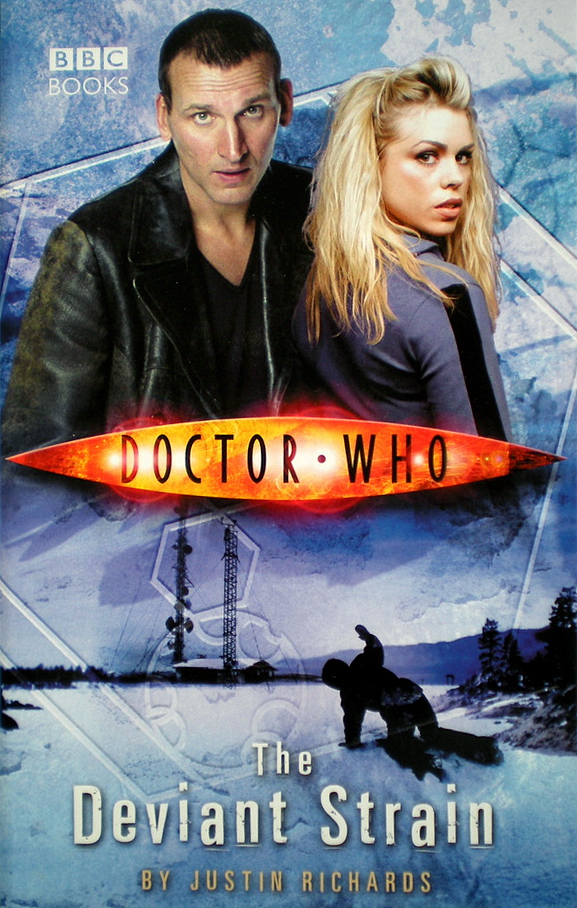 BBC
BOOKS
DOCTOR·WHO
The
Deviant Strain
BY JUSTIN RICHARDS